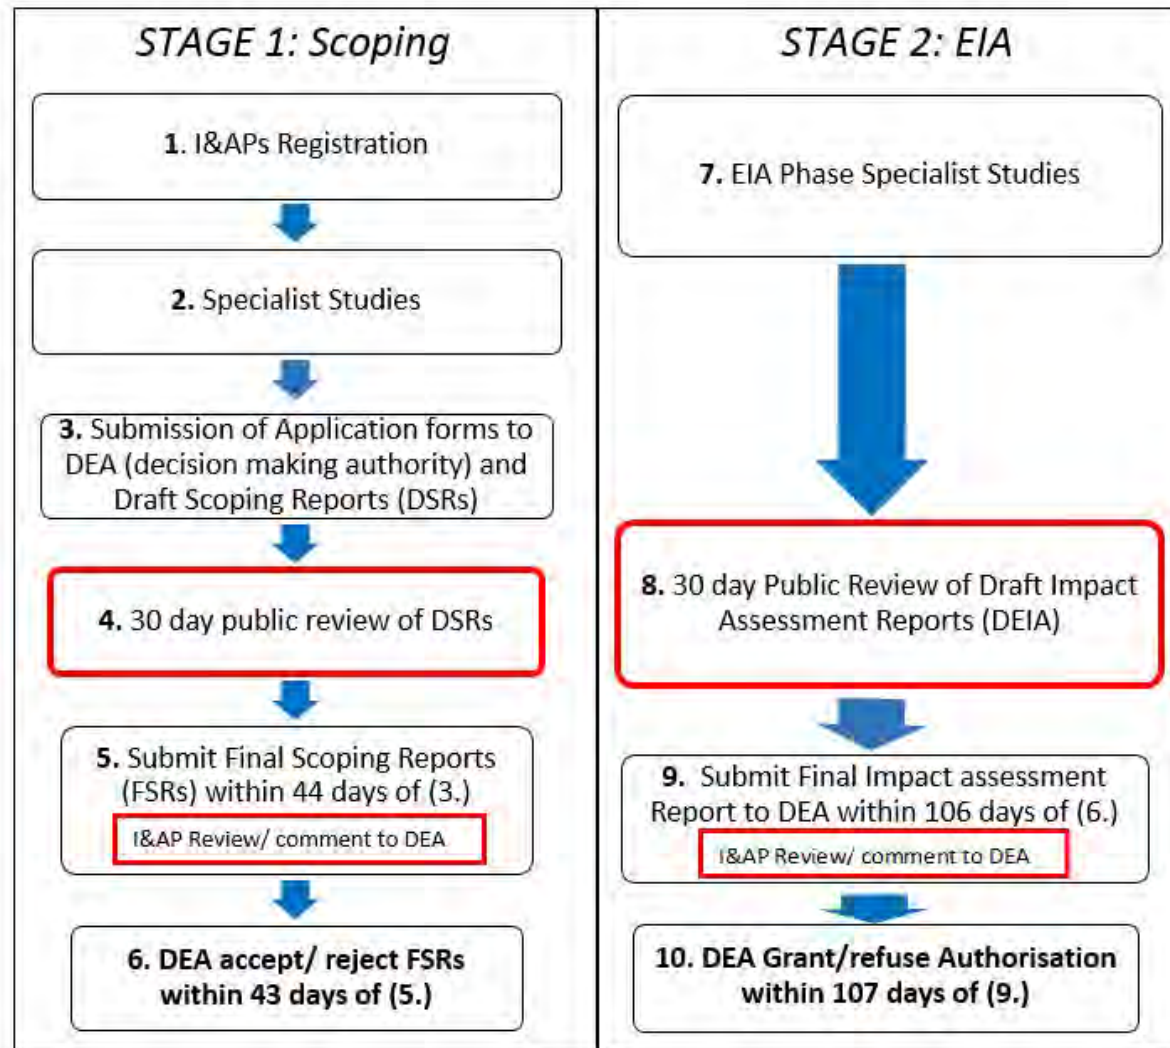 STAGE 1: Scoping
1. I&APs Registration
2. Specialist Studies
3. Submission of Application forms to
DEA (decision making authority) and
Draft Scoping Reports (DSRs)
4. 30 day public review of DSRs
5. Submit Final Scoping Reports
(FSRs) within 44 days of (3.)
I&AP Review/ comment to DEA
6. DEA accept/ reject FSRs
within 43 days of (5.)
STAGE 2: EIA
7. EIA Phase Specialist Studies
8. 30 day Public Review of Draft Impact
Assessment Reports (DEIA)
9. Submit Final Impact assessment
Report to DEA within 106 days of (6.)
I&AP Review/ comment to DEA
10. DEA Grant/refuse Authorisation
within 107 days of (9.)